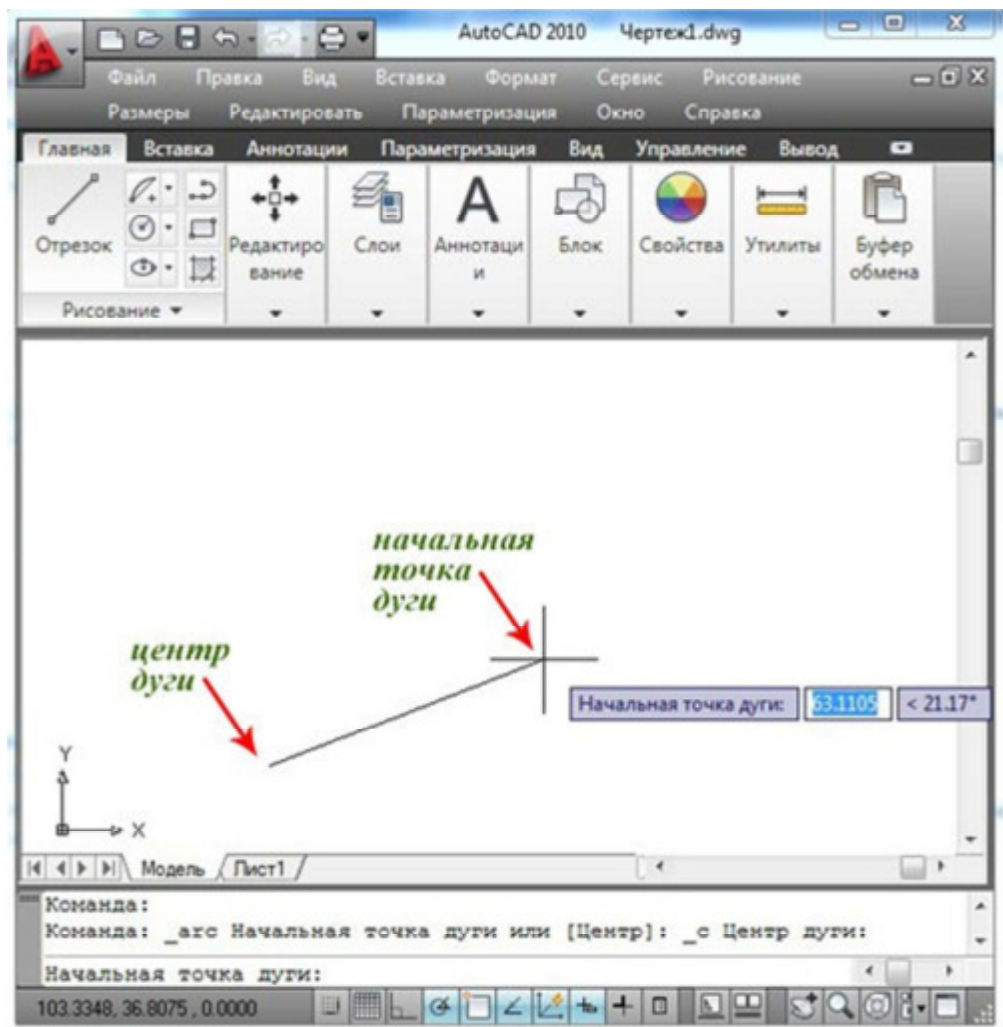 AutoCAD 2010 Чертеж1.dwg
Файл Правка Вид Вставка Формат Сервис Рисование
Размеры Редактировать Параметризация Окно Справка
Главная Вставка Аннотации Параметризация Вид Управление Вывод
Отрезок
Редактиро
вание
Слои
Аннотаци
и
Блок
Свойства
Утилиты
Буфер
обмена
Рисование
начальная
точка
дуги
центр
дуги
Начальная точка дуги: 63.1105 < 21.17°
Y
X
Модель Лист1
Команда:
Команда: _arc Начальная точка дуги или [Центр]: _c Центр дуги:
Начальная точка дуги:
103.3348, 36.8075 , 0.0000